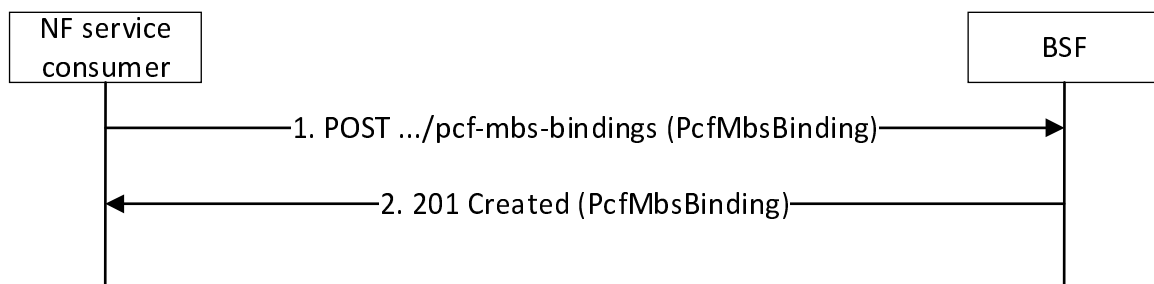 NF service
consumer
BSF
1. POST .../pcf-mbs-bindings (PcfMbsBinding)
2. 201 Created (PcfMbsBinding)